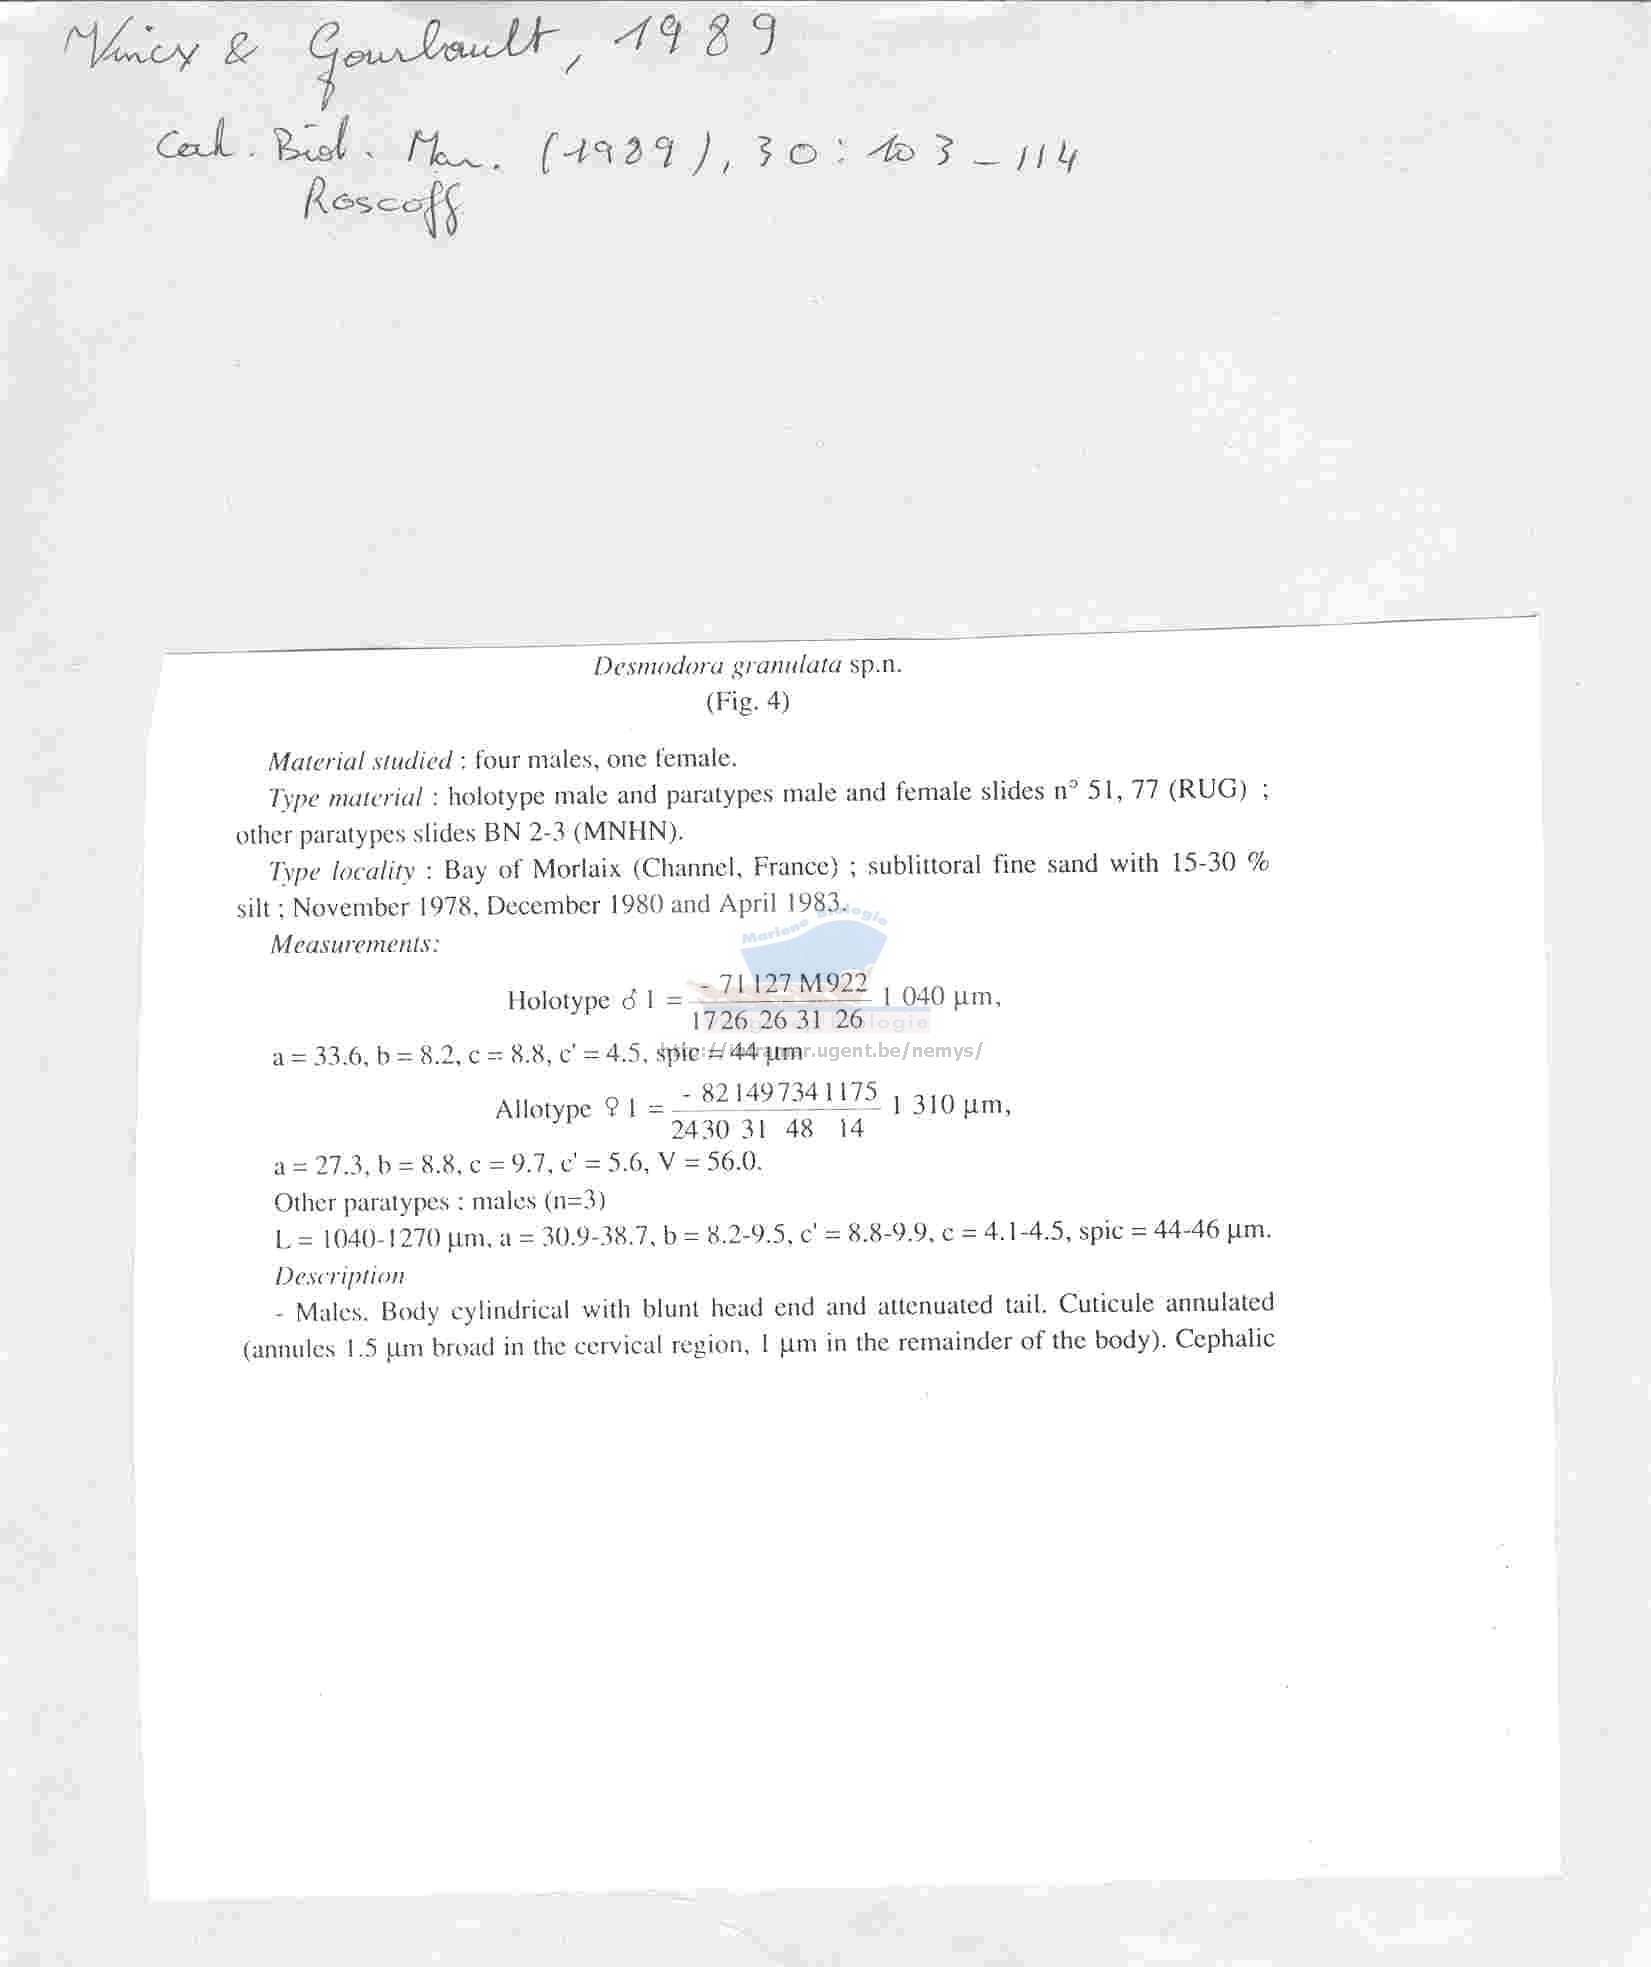 Vincx & Gourbault, 1989
Cah. Biol. Mar. (1989), 30: 103-114
Roscoff
Desmodora granulata sp.n.
(Fig. 4)
Material studied : four males, one female.
Type material : holotype male and paratypes male and female slides n° 51, 77 (RUG) ;
other paratypes slides BN 2-3 (MNHN).
Type locality : Bay of Morlaix (Channel, France) ; sublittoral fine sand with 15-30 %
silt ; November 1978, December 1980 and April 1983.
Mariene Biologie
Measurements:
- 71 127 M 922
Holotype ♂ 1 = 1 040 µm,
17 26 26 31 26
http://intramar.ugent.be/nemys/
a = 33.6, b = 8.2, c = 8.8, c' = 4.5, spic = 44 µm
- 82 149 734 1175
Allotype ♀ 1 = 1 310 µm,
24 30 31 48 14
a = 27.3, b = 8.8, c = 9.7, c' = 5.6, V = 56.0.
Other paratypes : males (n=3)
L = 1040-1270 µm, a = 30.9-38.7, b = 8.2-9.5, c' = 8.8-9.9, c = 4.1-4.5, spic = 44-46 µm.
Description
- Males. Body cylindrical with blunt head end and attenuated tail. Cuticule annulated
(annules 1.5 µm broad in the cervical region, 1 µm in the remainder of the body). Cephalic